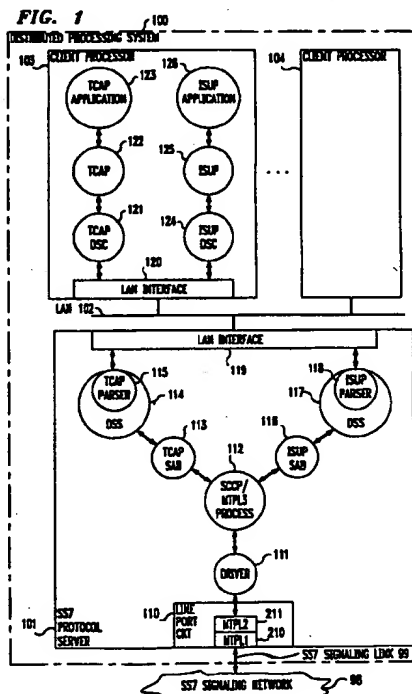 FIG. 1
100
DISTRIBUTED PROCESSING SYSTEM
103
CLIENT PROCESSOR
104
CLIENT PROCESSOR
123
126
TCAP
APPLICATION
ISUP
APPLICATION
122
125
TCAP
ISUP
121
124
TCAP
DSC
ISUP
DSC
120
...
LAN INTERFACE
LAN 102
LAN INTERFACE
119
115
118
TCAP
PARSER
ISUP
PARSER
114
117
DSS
DSS
113
116
112
TCAP
SAB
ISUP
SAB
SCCP/
MTPL3
PROCESS
111
DRIVER
110
LINE
PORT
CKT
MTPL2
211
MTPL1
210
101
SS7
PROTOCOL
SERVER
SS7 SIGNALING LINK 99
SS7 SIGNALING NETWORK
98